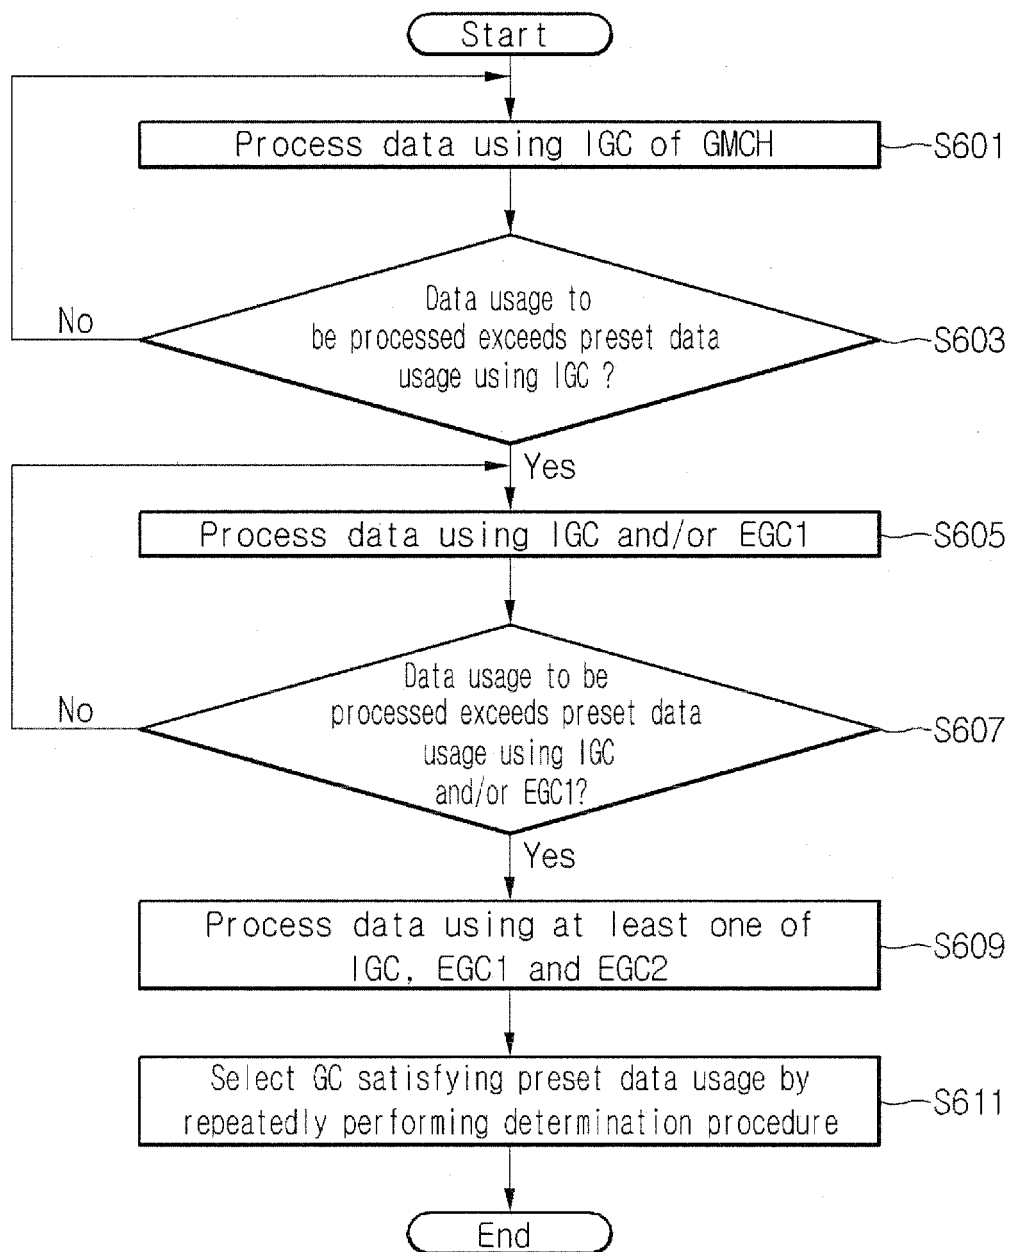 Start
Process data using IGC of GMCH
S601
Data usage to
be processed exceeds preset data
usage using IGC ?
S603
No
Yes
Process data using IGC and/or EGC1
S605
Data usage to be
processed exceeds preset data
usage using IGC
and/or EGC1?
S607
No
Yes
Process data using at least one of
IGC, EGC1 and EGC2
S609
Select GC satisfying preset data usage by
repeatedly performing determination procedure
S611
End